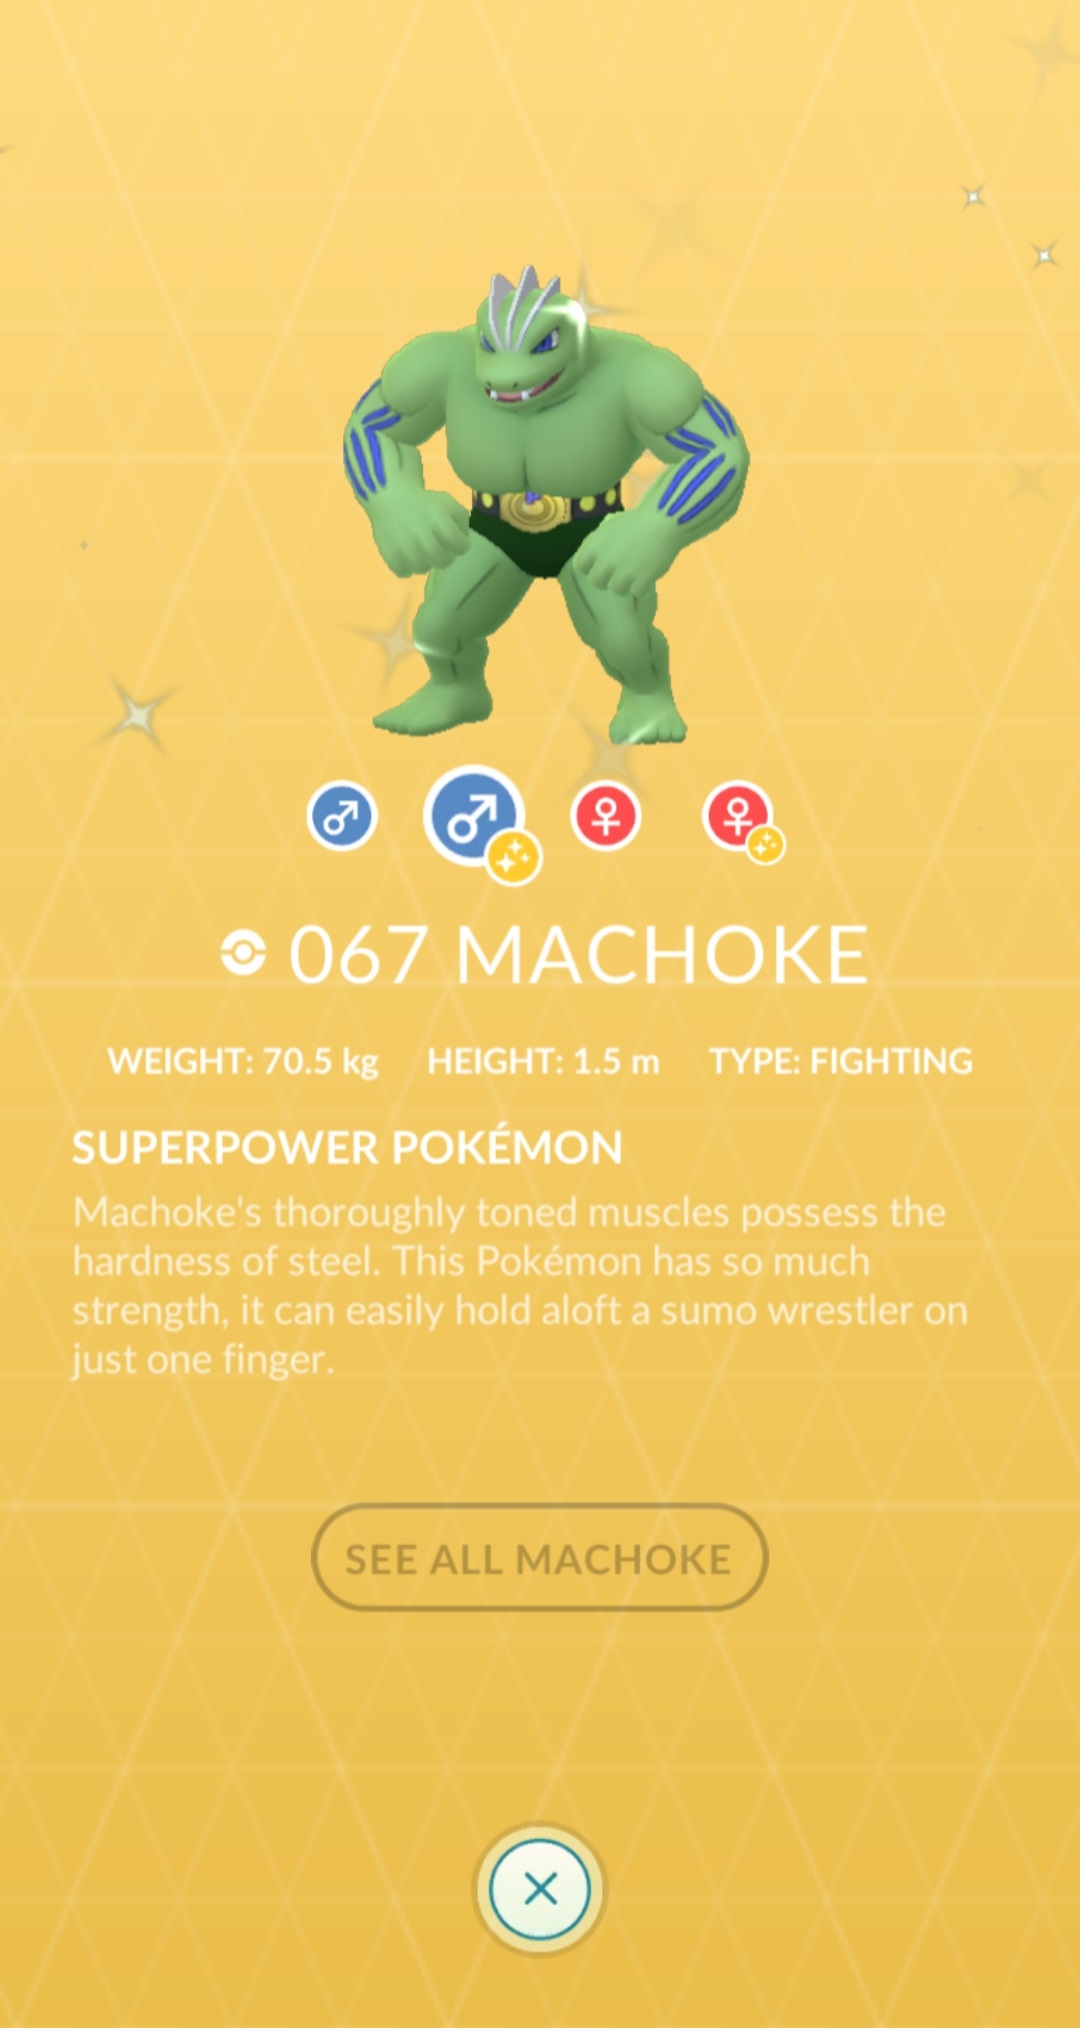 067 MACHOKE
WEIGHT: 70.5 kg HEIGHT: 1.5 m TYPE: FIGHTING
SUPERPOWER POKÉMON
Machoke's thoroughly toned muscles possess the
hardness of steel. This Pokémon has so much
strength, it can easily hold aloft a sumo wrestler on
just one finger.
SEE ALL MACHOKE